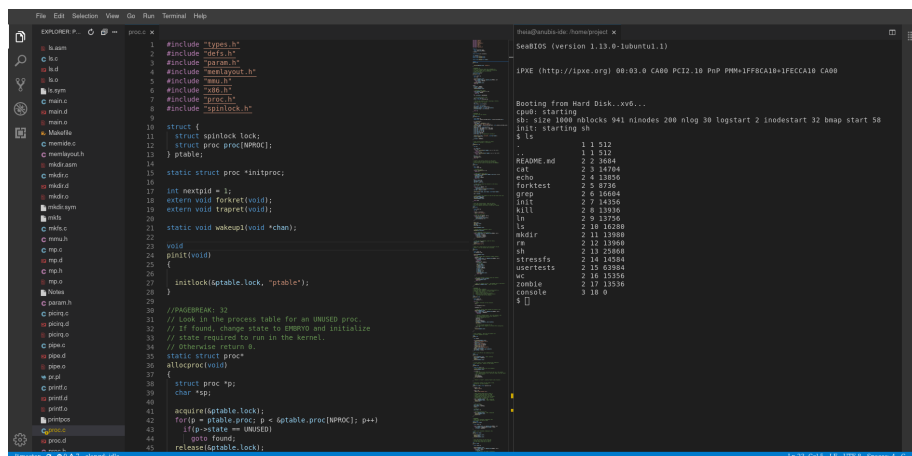 File Edit Selection View Go Run Terminal Help
EXPLORER: P...
ls.asm
ls.c
ls.d
ls.o
ls.sym
main.c
main.d
main.o
Makefile
memide.c
memlayout.h
mkdir.asm
mkdir.c
mkdir.d
mkdir.o
mkdir.sym
mkfs
mkfs.c
mmu.h
mp.c
mp.d
mp.h
mp.o
Notes
param.h
picirq.c
picirq.d
picirq.o
pipe.c
pipe.d
pipe.o
pr.pl
printf.c
printf.d
printf.o
printpcs
proc.c
proc.d
proc.c ×
1 #include "types.h"
2 #include "defs.h"
3 #include "param.h"
4 #include "memlayout.h"
5 #include "mmu.h"
6 #include "x86.h"
7 #include "proc.h"
8 #include "spinlock.h"
9
10 struct {
11 struct spinlock lock;
12 struct proc proc[NPROC];
13 } ptable;
14
15 static struct proc *initproc;
16
17 int nextpid = 1;
18 extern void forkret(void);
19 extern void trapret(void);
20
21 static void wakeup1(void *chan);
22
23 void
24 pinit(void)
25 {
26
27 initlock(&ptable.lock, "ptable");
28 }
29
30 //PAGEBREAK: 32
31 // Look in the process table for an UNUSED proc.
32 // If found, change state to EMBRYO and initialize
33 // state required to run in the kernel.
34 // Otherwise return 0.
35 static struct proc*
36 allocproc(void)
37 {
38 struct proc *p;
39 char *sp;
40
41 acquire(&ptable.lock);
42 for(p = ptable.proc; p < &ptable.proc[NPROC]; p++)
43 if(p->state == UNUSED)
44 goto found;
45 release(&ptable.lock);
theia@anubis-ide: /home/project ×
SeaBIOS (version 1.13.0-1ubuntu1.1)
iPXE (http://ipxe.org) 00:03.0 CA00 PCI2.10 PnP PMM+1FF8CA10+1FECCA10 CA00
Booting from Hard Disk..xv6...
cpu0: starting
sb: size 1000 nblocks 941 ninodes 200 nlog 30 logstart 2 inodestart 32 bmap start 58
init: starting sh
$ ls
. 1 1 512
.. 1 1 512
README.md 2 2 3684
cat 2 3 14704
echo 2 4 13856
forktest 2 5 8736
grep 2 6 16604
init 2 7 14356
kill 2 8 13936
ln 2 9 13756
ls 2 10 16280
mkdir 2 11 13980
rm 2 12 13960
sh 2 13 25868
stressfs 2 14 14584
usertests 2 15 63984
wc 2 16 15356
zombie 2 17 13536
console 3 18 0
$